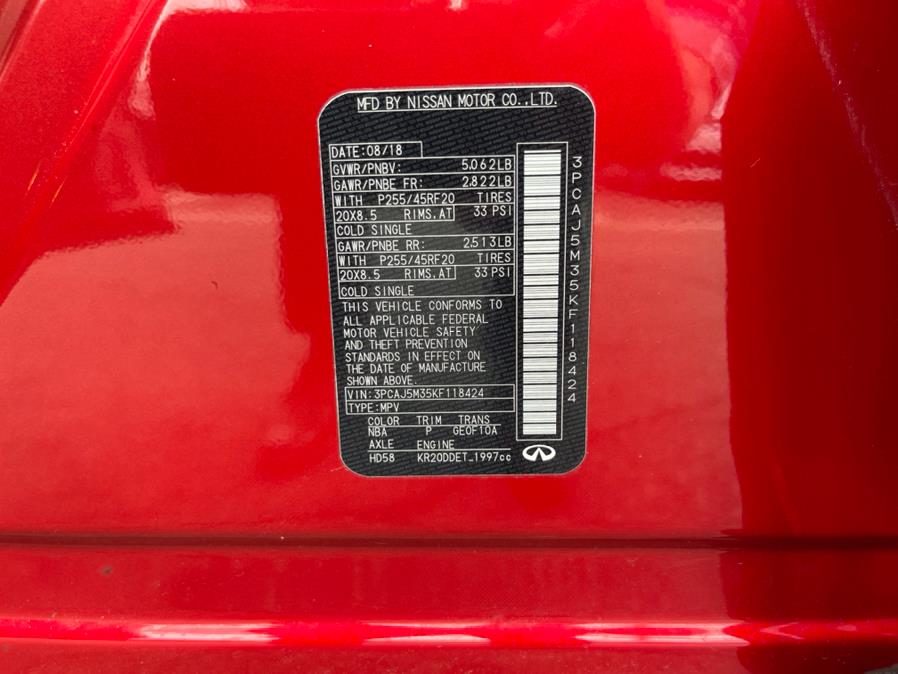 MFD BY NISSAN MOTOR CO.,LTD.
DATE:08/18
GVWR/PNBV: 5.062LB
GAWR/PNBE FR: 2.822LB
WITH P255/45RF20 TIRES
20X8.5 RIMS.AT 33 PSI
COLD SINGLE
GAWR/PNBE RR: 2.513LB
WITH P255/45RF20 TIRES
20X8.5 RIMS.AT 33 PSI
COLD SINGLE
THIS VEHICLE CONFORMS TO
ALL APPLICABLE FEDERAL
MOTOR VEHICLE SAFETY
AND THEFT PREVENTION
STANDARDS IN EFFECT ON
THE DATE OF MANUFACTURE
SHOWN ABOVE.
VIN:3PCAJ5M35KF118424
TYPE:MPV
COLOR TRIM TRANS
NBA P GE0F10A
AXLE ENGINE
HD58 KR20DDET_1997cc
3PCAJ5M35KF118424